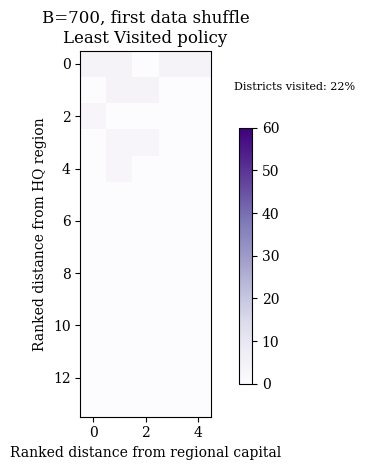 B=700, first data shuffle
Least Visited policy
Districts visited: 22%
0
2
4
6
8
10
12
Ranked distance from HQ region
0 2 4
Ranked distance from regional capital
60
50
40
30
20
10
0